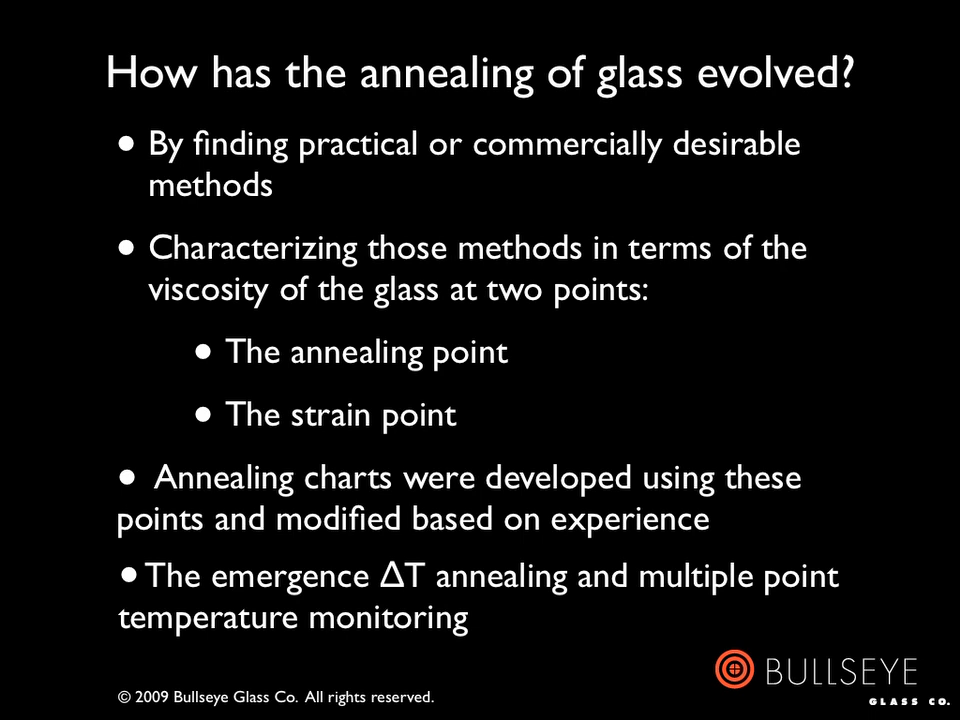 How has the annealing of glass evolved?
• By finding practical or commercially desirable
methods
• Characterizing those methods in terms of the
viscosity of the glass at two points:
• The annealing point
• The strain point
• Annealing charts were developed using these
points and modified based on experience
• The emergence ΔT annealing and multiple point
temperature monitoring
BULLSEYE
GLASS CO.
© 2009 Bullseye Glass Co. All rights reserved.